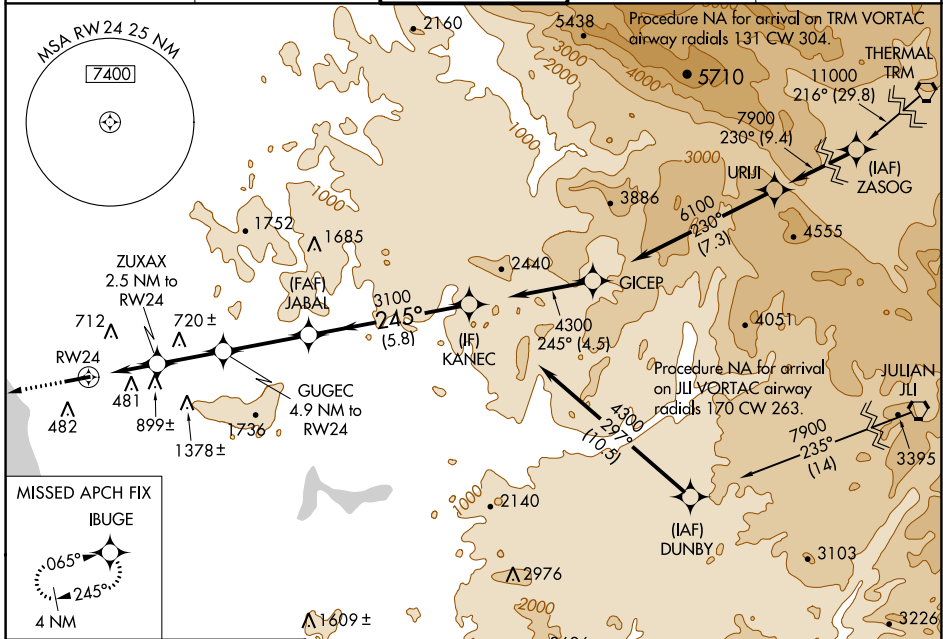 MSA RW 24 25 NM
7400
2160
5438
Procedure NA for arrival on TRM VORTAC
airway radials 131 CW 304.
5710
THERMAL
TRM
11000
216° (29.8)
7900
230° (9.4)
(IAF)
ZASOG
URIJI
3000
2000
4000
1000
3000
1000
3886
6100
230°
(7.3)
4555
1752
1685
2440
GICEP
ZUXAX
2.5 NM to
RW24
(FAF)
JABAL
3100
245°
(5.8)
(IF)
KANEC
4300
245° (4.5)
4051
712
720 ±
RW24
481
899±
482
1378 ±
1736
GUGEC
4.9 NM to
RW24
Procedure NA for arrival
on JLI VORTAC airway
radials 170 CW 263.
JULIAN
JLI
3395
7900
235°
(14)
4300
297°
(10.5)
(IAF)
DUNBY
1000
2140
3103
2976
2000
1609 ±
3226
MISSED APCH FIX
IBUGE
065°
245°
4 NM